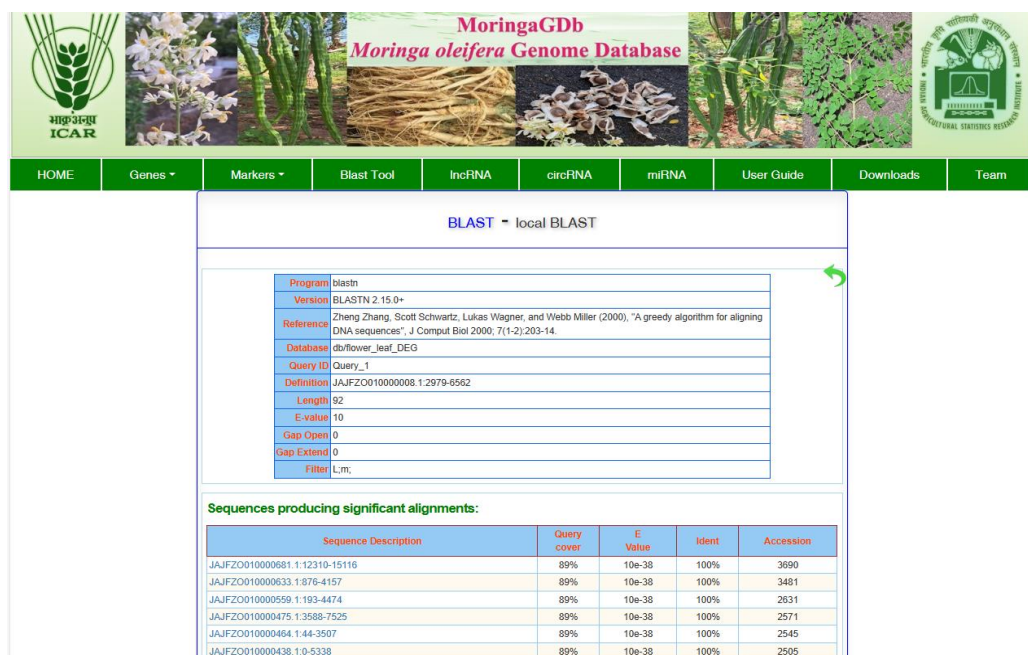 MoringaGDb
Moringa oleifera Genome Database
भाकृअनुप
ICAR
HOME Genes Markers Blast Tool lncRNA circRNA miRNA User Guide Downloads Team
BLAST - local BLAST
Program blastn
Version BLASTN 2.15.0+
Reference Zheng Zhang, Scott Schwartz, Lukas Wagner, and Webb Miller (2000), "A greedy algorithm for aligning
DNA sequences", J Comput Biol 2000; 7(1-2):203-14.
Database db/flower_leaf_DEG
Query ID Query_1
Definition JAJFZO010000008.1:2979-6562
Length 92
E-value 10
Gap Open 0
Gap Extend 0
Filter L;m;
Sequences producing significant alignments:
Sequence Description Query cover E Value Ident Accession
JAJFZO010000681.1:12310-15116 89% 10e-38 100% 3690
JAJFZO010000633.1:876-4157 89% 10e-38 100% 3481
JAJFZO010000559.1:193-4474 89% 10e-38 100% 2631
JAJFZO010000475.1:3588-7525 89% 10e-38 100% 2571
JAJFZO010000464.1:44-3507 89% 10e-38 100% 2545
JAJFZO010000438.1:0-5338 89% 10e-38 100% 2505